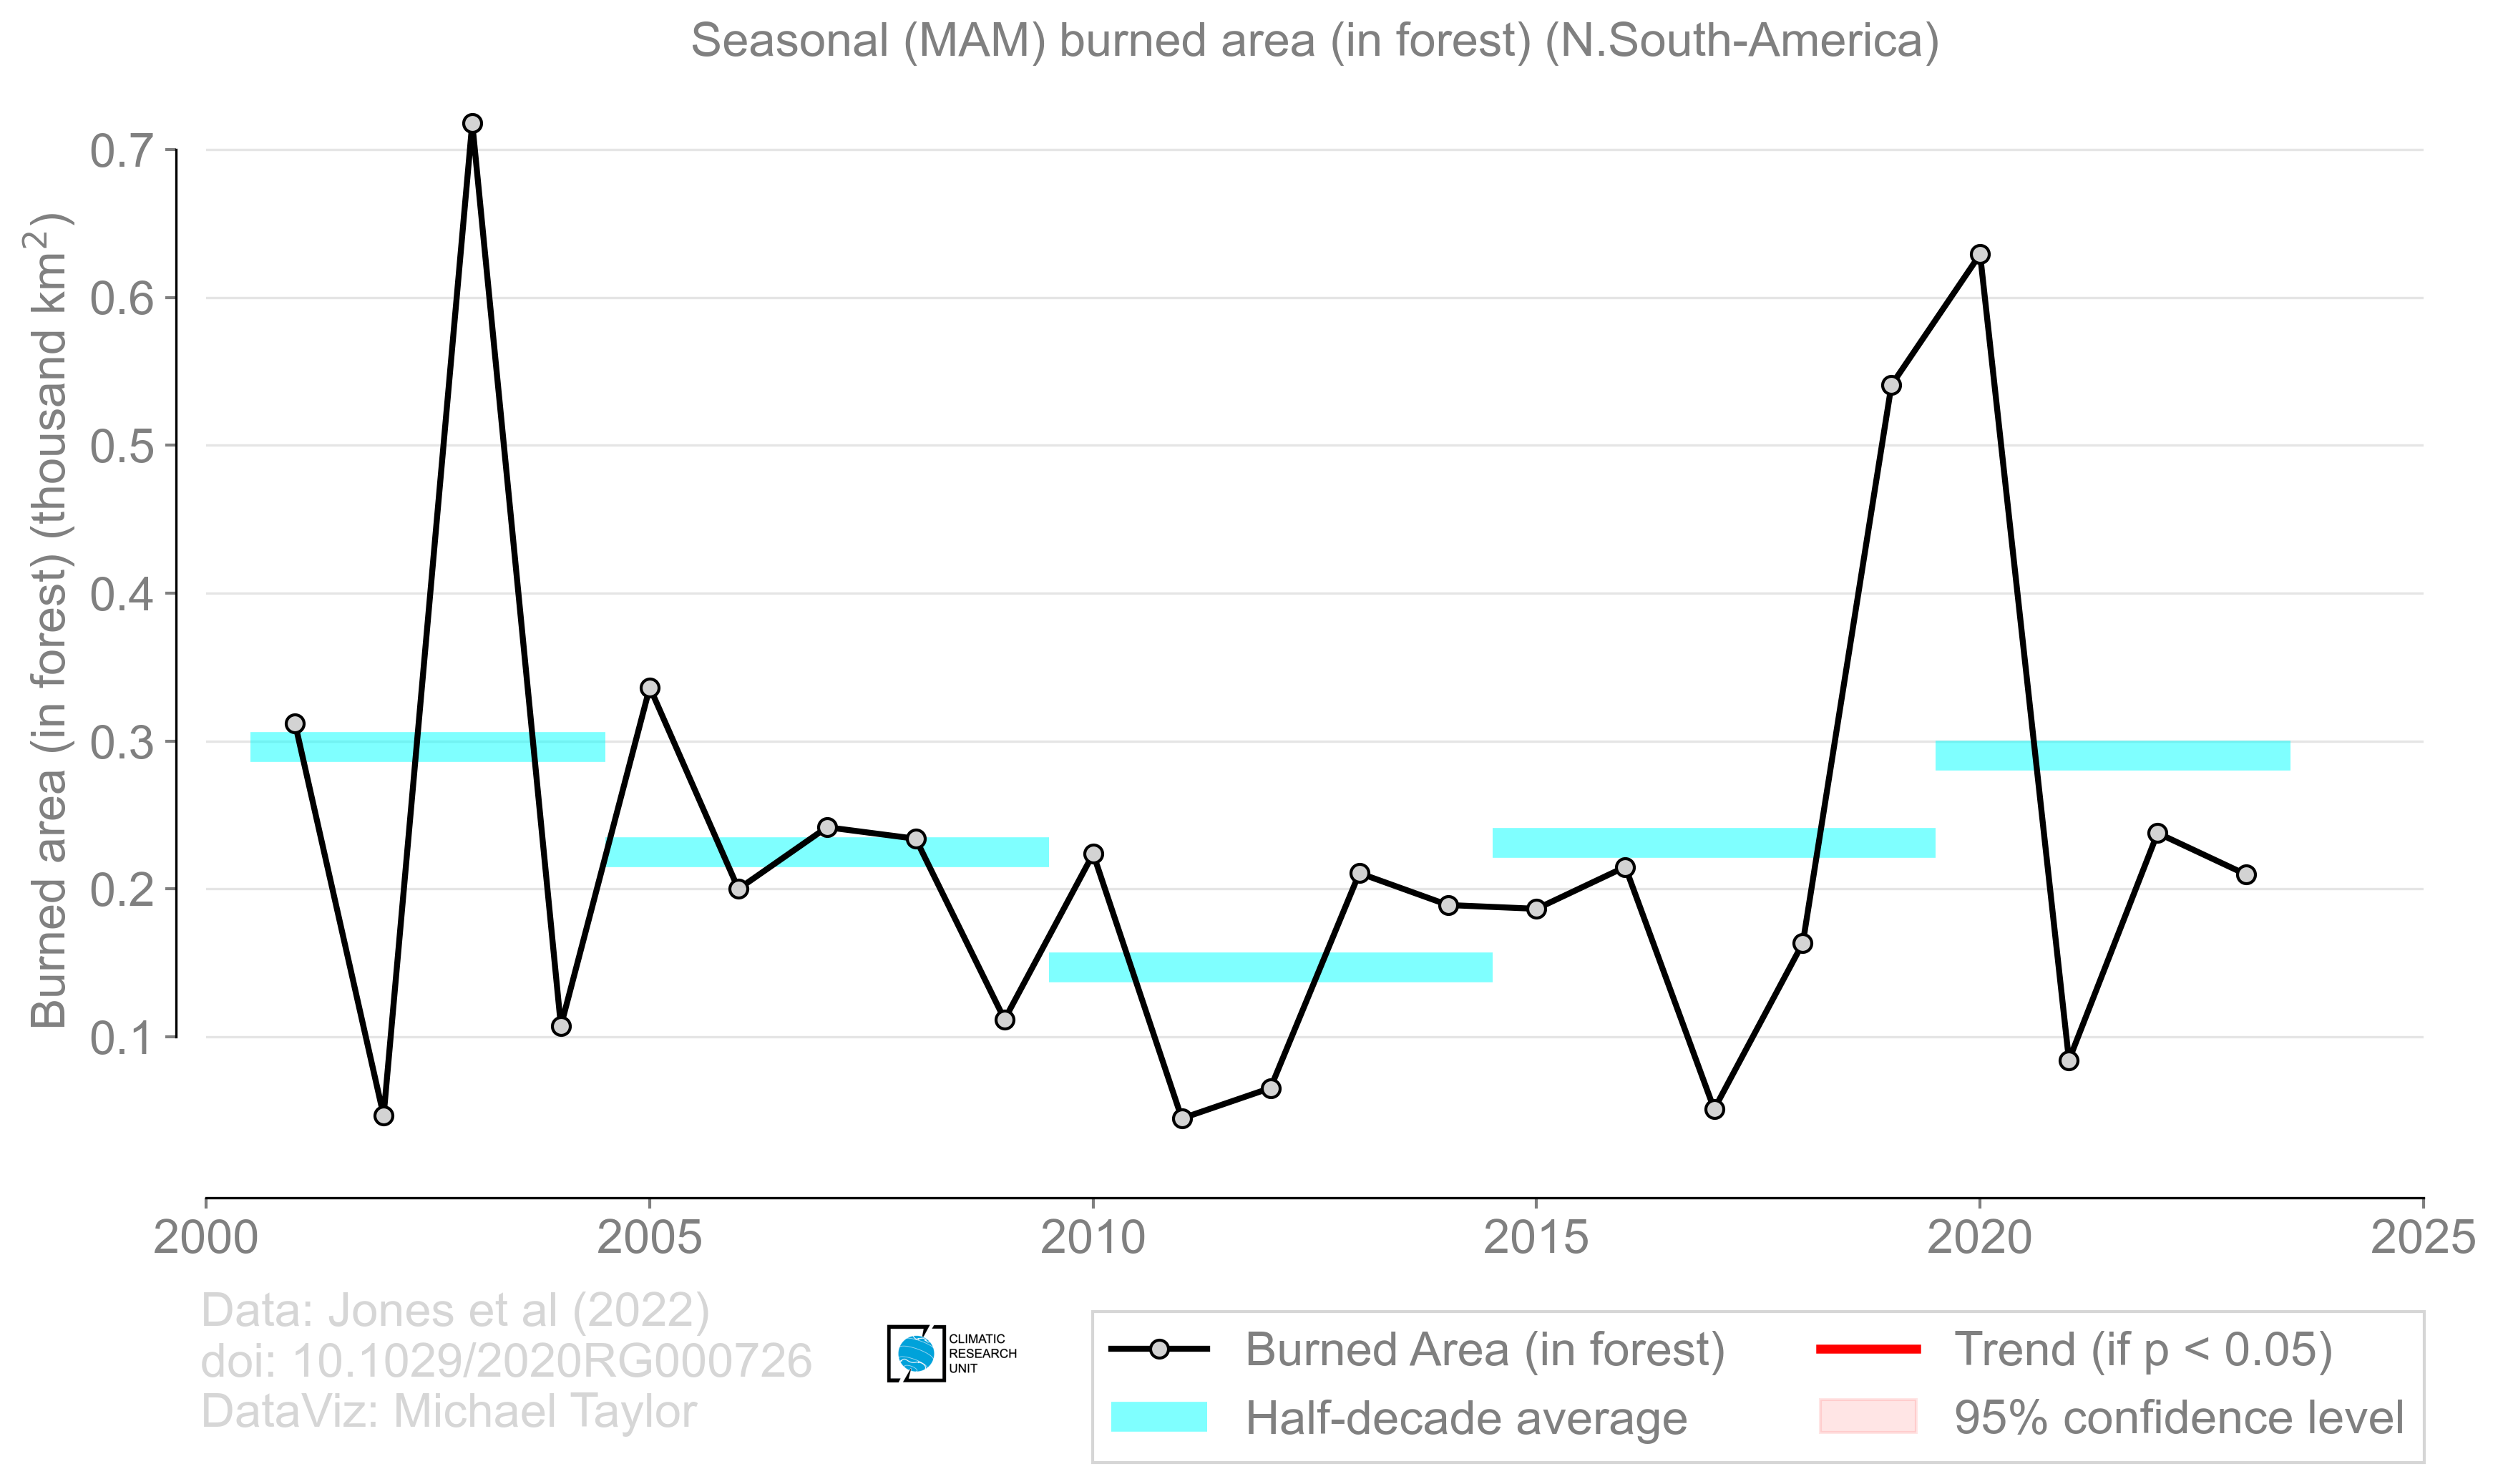 Seasonal (MAM) burned area (in forest) (N.South-America)
Burned area (in forest) (thousand km²)
0.7
0.6
0.5
0.4
0.3
0.2
0.1
2000 2005 2010 2015 2020 2025
Data: Jones et al (2022)
doi: 10.1029/2020RG000726
DataViz: Michael Taylor
CLIMATIC
RESEARCH
UNIT
Burned Area (in forest)
Half-decade average
Trend (if p < 0.05)
95% confidence level